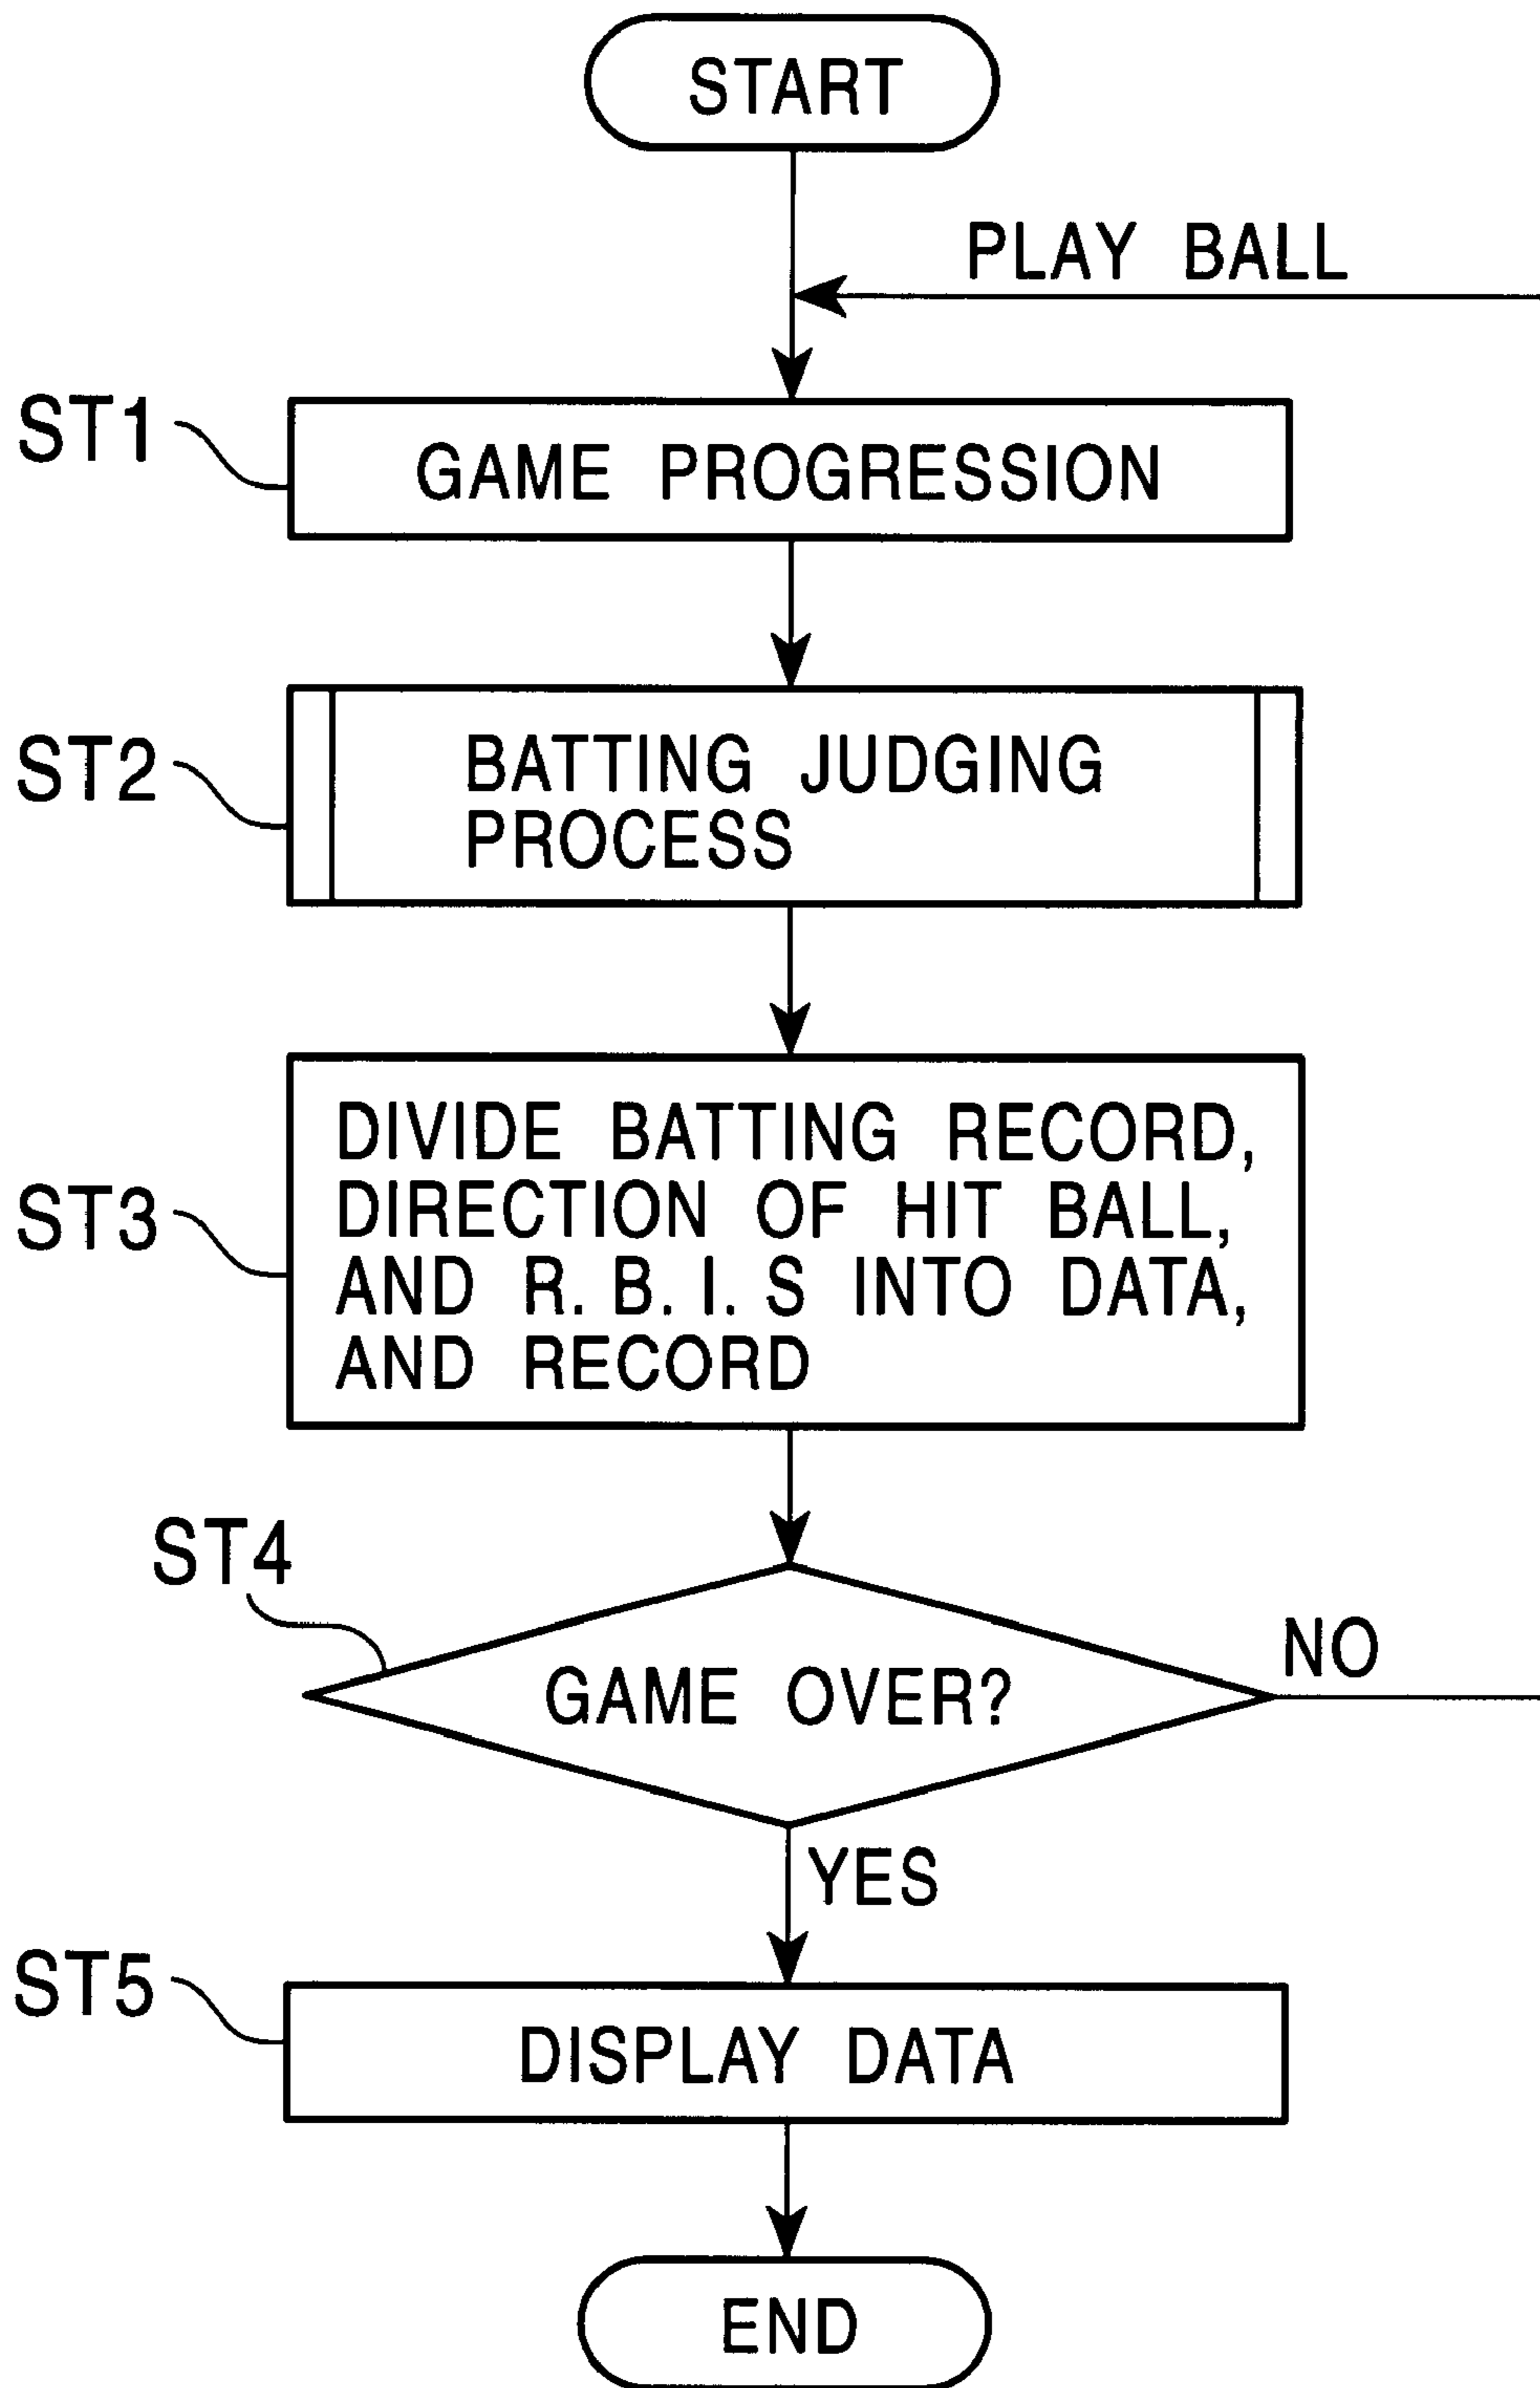 START
PLAY BALL
ST1
GAME PROGRESSION
ST2
BATTING JUDGING
PROCESS
ST3
DIVIDE BATTING RECORD,
DIRECTION OF HIT BALL,
AND R. B. I. S INTO DATA,
AND RECORD
ST4
GAME OVER?
NO
YES
ST5
DISPLAY DATA
END